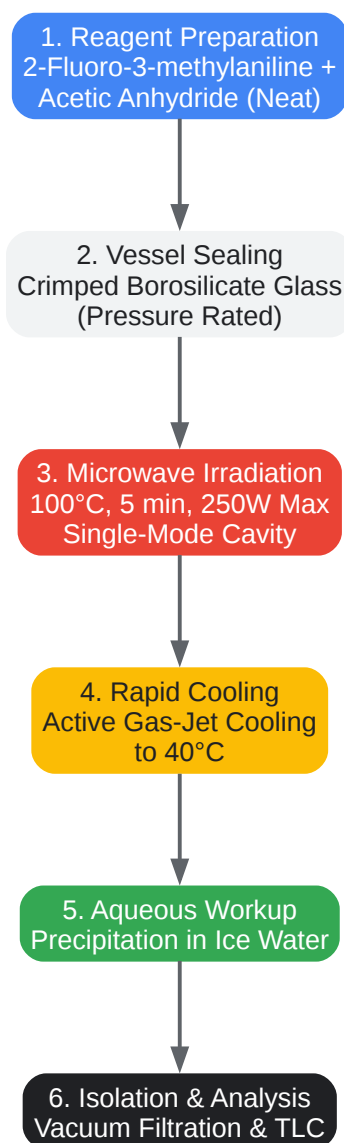 1. Reagent Preparation
2-Fluoro-3-methylaniline +
Acetic Anhydride (Neat)
2. Vessel Sealing
Crimped Borosilicate Glass
(Pressure Rated)
3. Microwave Irradiation
100°C, 5 min, 250W Max
Single-Mode Cavity
4. Rapid Cooling
Active Gas-Jet Cooling
to 40°C
5. Aqueous Workup
Precipitation in Ice Water
6. Isolation & Analysis
Vacuum Filtration & TLC